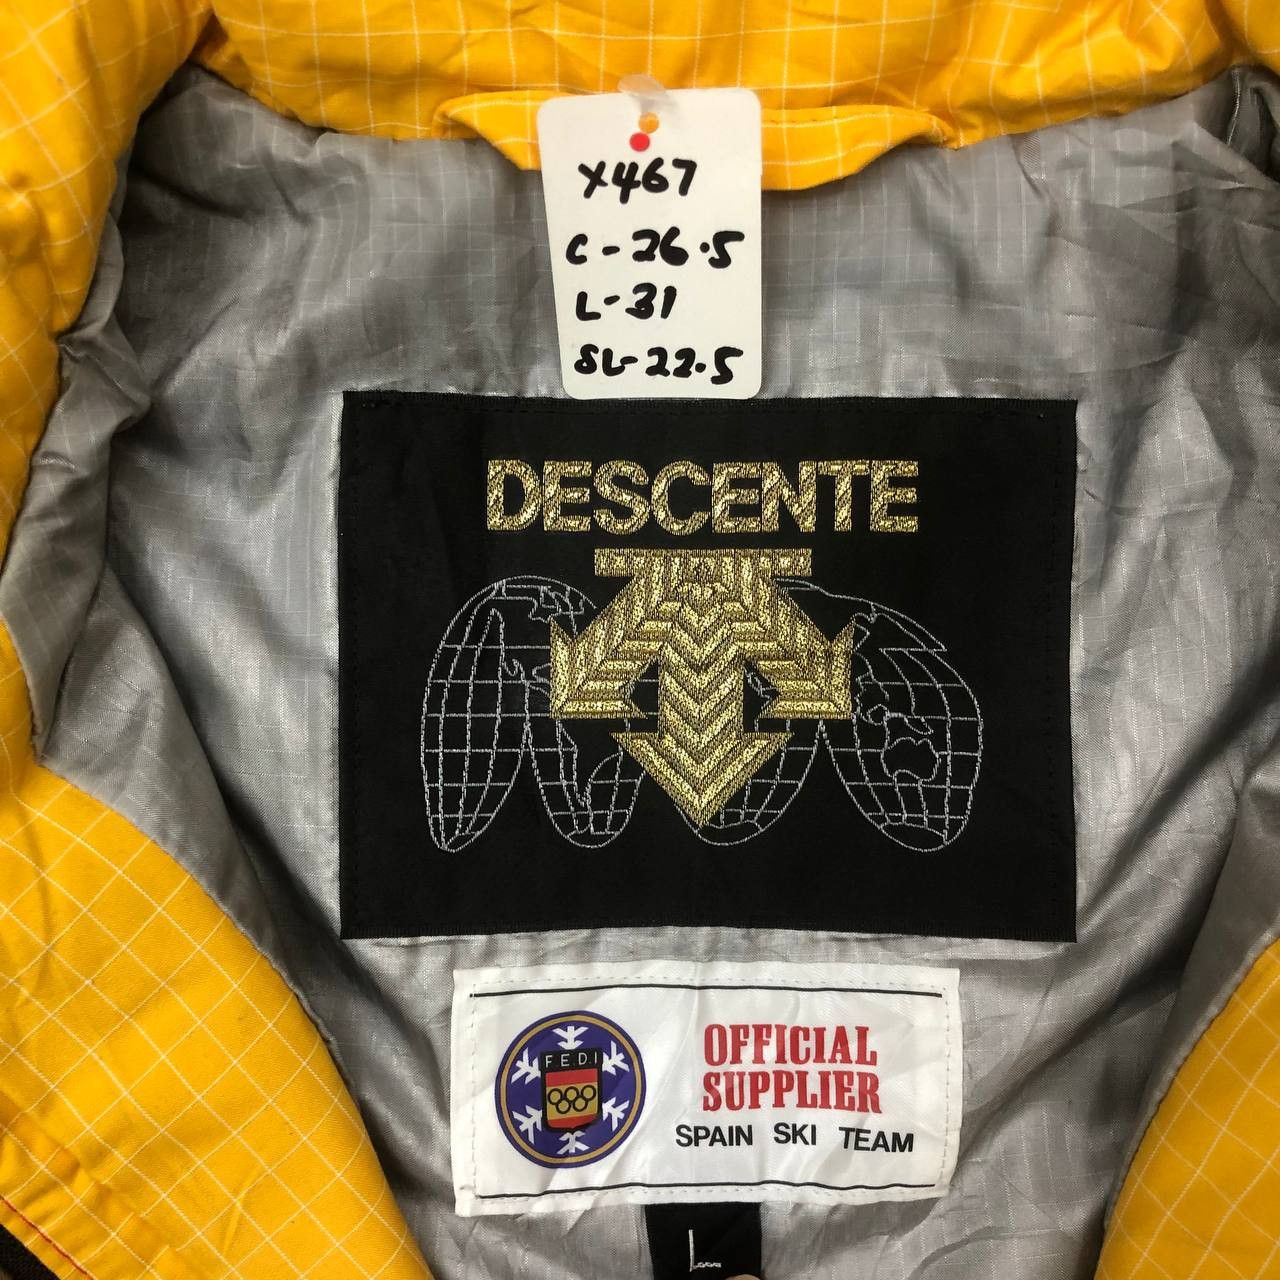 X467
C-26.5
L-31
SL-22.5
DESCENTE
F.E.D.I
OFFICIAL
SUPPLIER
SPAIN SKI TEAM
L